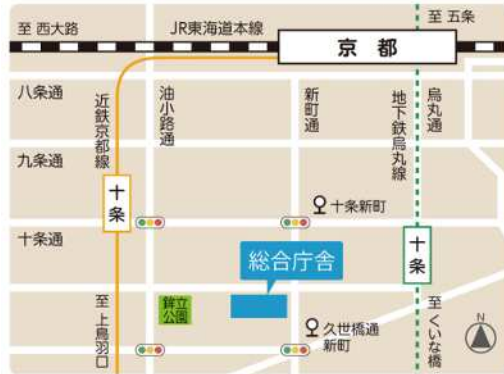 至 西大路
JR東海道本線
至 五条
京都
八条通
近鉄京都線
油小路通
新町通
地下鉄烏丸線
烏丸通
九条通
十条
十条新町
十条通
十条
総合庁舎
至 上鳥羽口
鉾立
公園
久世橋通
新町
至 くいな橋
N